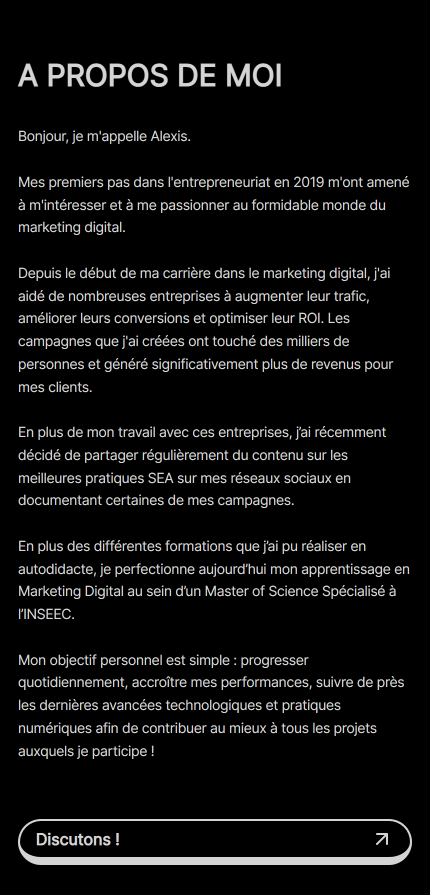 A PROPOS DE MOI
Bonjour, je m'appelle Alexis.
Mes premiers pas dans l'entrepreneuriat en 2019 m'ont amené
à m'intéresser et à me passionner au formidable monde du
marketing digital.
Depuis le début de ma carrière dans le marketing digital, j'ai
aidé de nombreuses entreprises à augmenter leur trafic,
améliorer leurs conversions et optimiser leur ROI. Les
campagnes que j'ai créées ont touché des milliers de
personnes et généré significativement plus de revenus pour
mes clients.
En plus de mon travail avec ces entreprises, j’ai récemment
décidé de partager régulièrement du contenu sur les
meilleures pratiques SEA sur mes réseaux sociaux en
documentant certaines de mes campagnes.
En plus des différentes formations que j’ai pu réaliser en
autodidacte, je perfectionne aujourd’hui mon apprentissage en
Marketing Digital au sein d’un Master of Science Spécialisé à
l’INSEEC.
Mon objectif personnel est simple : progresser
quotidiennement, accroître mes performances, suivre de près
les dernières avancées technologiques et pratiques
numériques afin de contribuer au mieux à tous les projets
auxquels je participe !
Discutons !